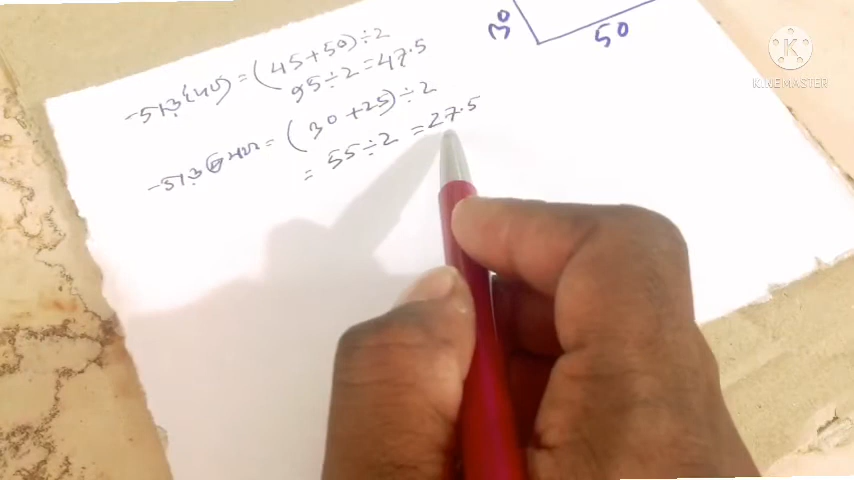 = (45+50)÷2
95÷2 = 47.5
= (30+25)÷2
= 55÷2 = 27.5
30
50
KINEMASTER